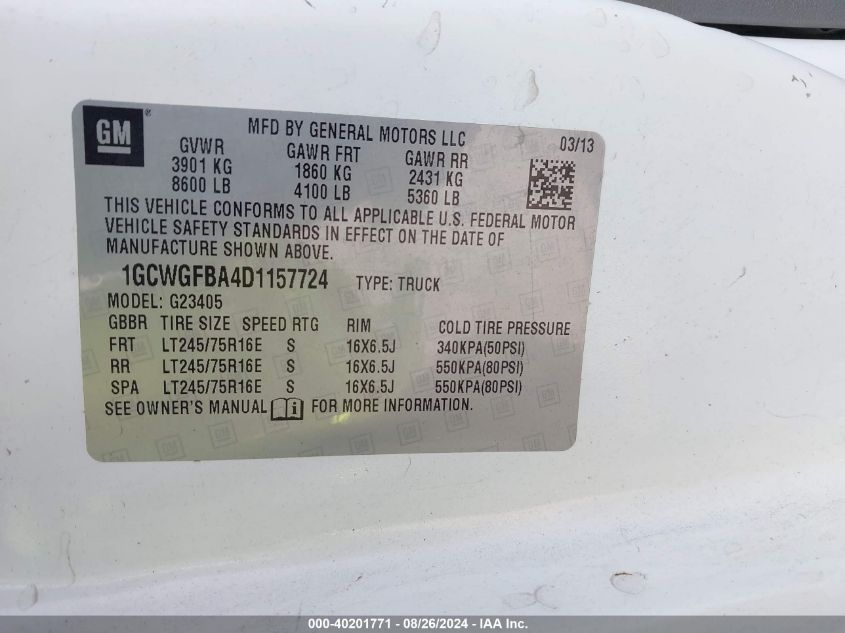 GM®
MFD BY GENERAL MOTORS LLC 03/13
GVWR GAWR FRT GAWR RR
3901 KG 1860 KG 2431 KG
8600 LB 4100 LB 5360 LB
THIS VEHICLE CONFORMS TO ALL APPLICABLE U.S. FEDERAL MOTOR
VEHICLE SAFETY STANDARDS IN EFFECT ON THE DATE OF
MANUFACTURE SHOWN ABOVE.
1GCWGFBA4D1157724 TYPE: TRUCK
MODEL: G23405
GBBR TIRE SIZE SPEED RTG RIM COLD TIRE PRESSURE
FRT LT245/75R16E S 16X6.5J 340KPA(50PSI)
RR LT245/75R16E S 16X6.5J 550KPA(80PSI)
SPA LT245/75R16E S 16X6.5J 550KPA(80PSI)
SEE OWNER'S MANUAL i FOR MORE INFORMATION.
000-40201771 - 08/26/2024 - IAA Inc.